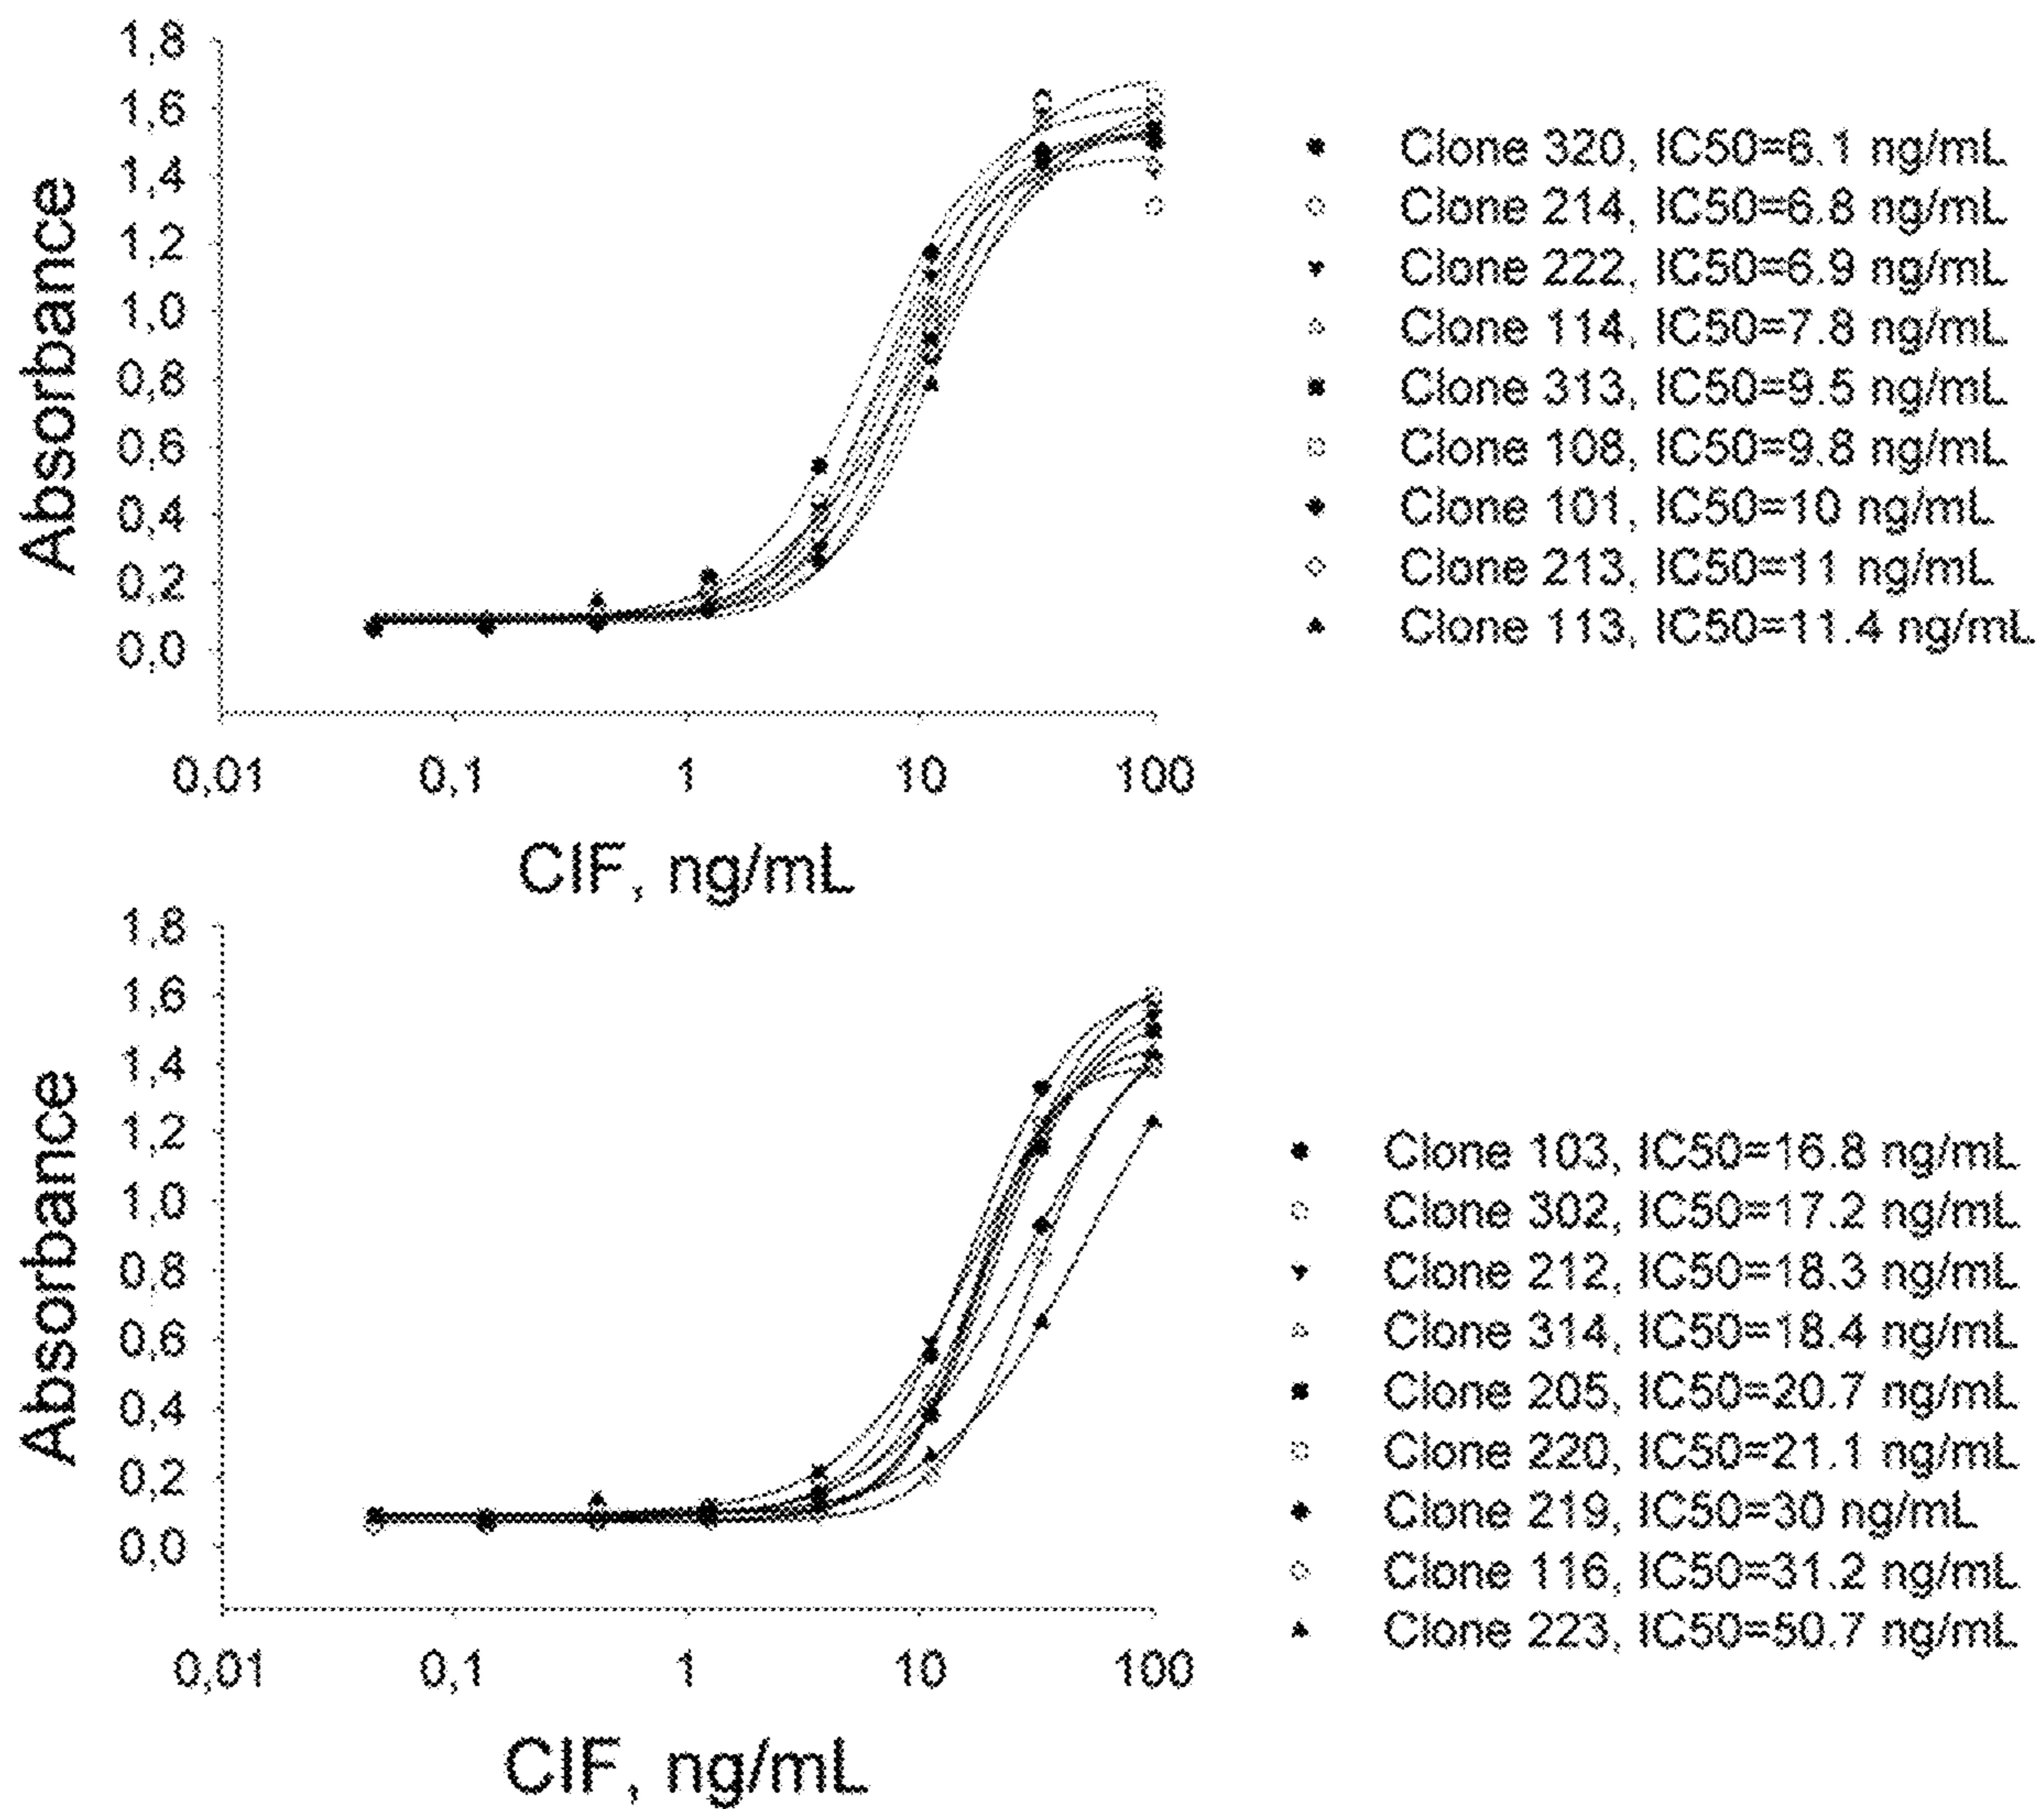 1,8
1,6
1,4
1,2
1,0
0,8
0,6
0,4
0,2
0,0
Absorbance
0,01 0,1 1 10 100
CIF, ng/mL
Clone 320, IC50=6.1 ng/mL
Clone 214, IC50=6.8 ng/mL
Clone 222, IC50=6.9 ng/mL
Clone 114, IC50=7.8 ng/mL
Clone 313, IC50=9.5 ng/mL
Clone 108, IC50=9.8 ng/mL
Clone 101, IC50=10 ng/mL
Clone 213, IC50=11 ng/mL
Clone 113, IC50=11.4 ng/mL
1,8
1,6
1,4
1,2
1,0
0,8
0,6
0,4
0,2
0,0
Absorbance
0,01 0,1 1 10 100
CIF, ng/mL
Clone 103, IC50=16.8 ng/mL
Clone 302, IC50=17.2 ng/mL
Clone 212, IC50=18.3 ng/mL
Clone 314, IC50=18.4 ng/mL
Clone 205, IC50=20.7 ng/mL
Clone 220, IC50=21.1 ng/mL
Clone 219, IC50=30 ng/mL
Clone 116, IC50=31.2 ng/mL
Clone 223, IC50=50.7 ng/mL